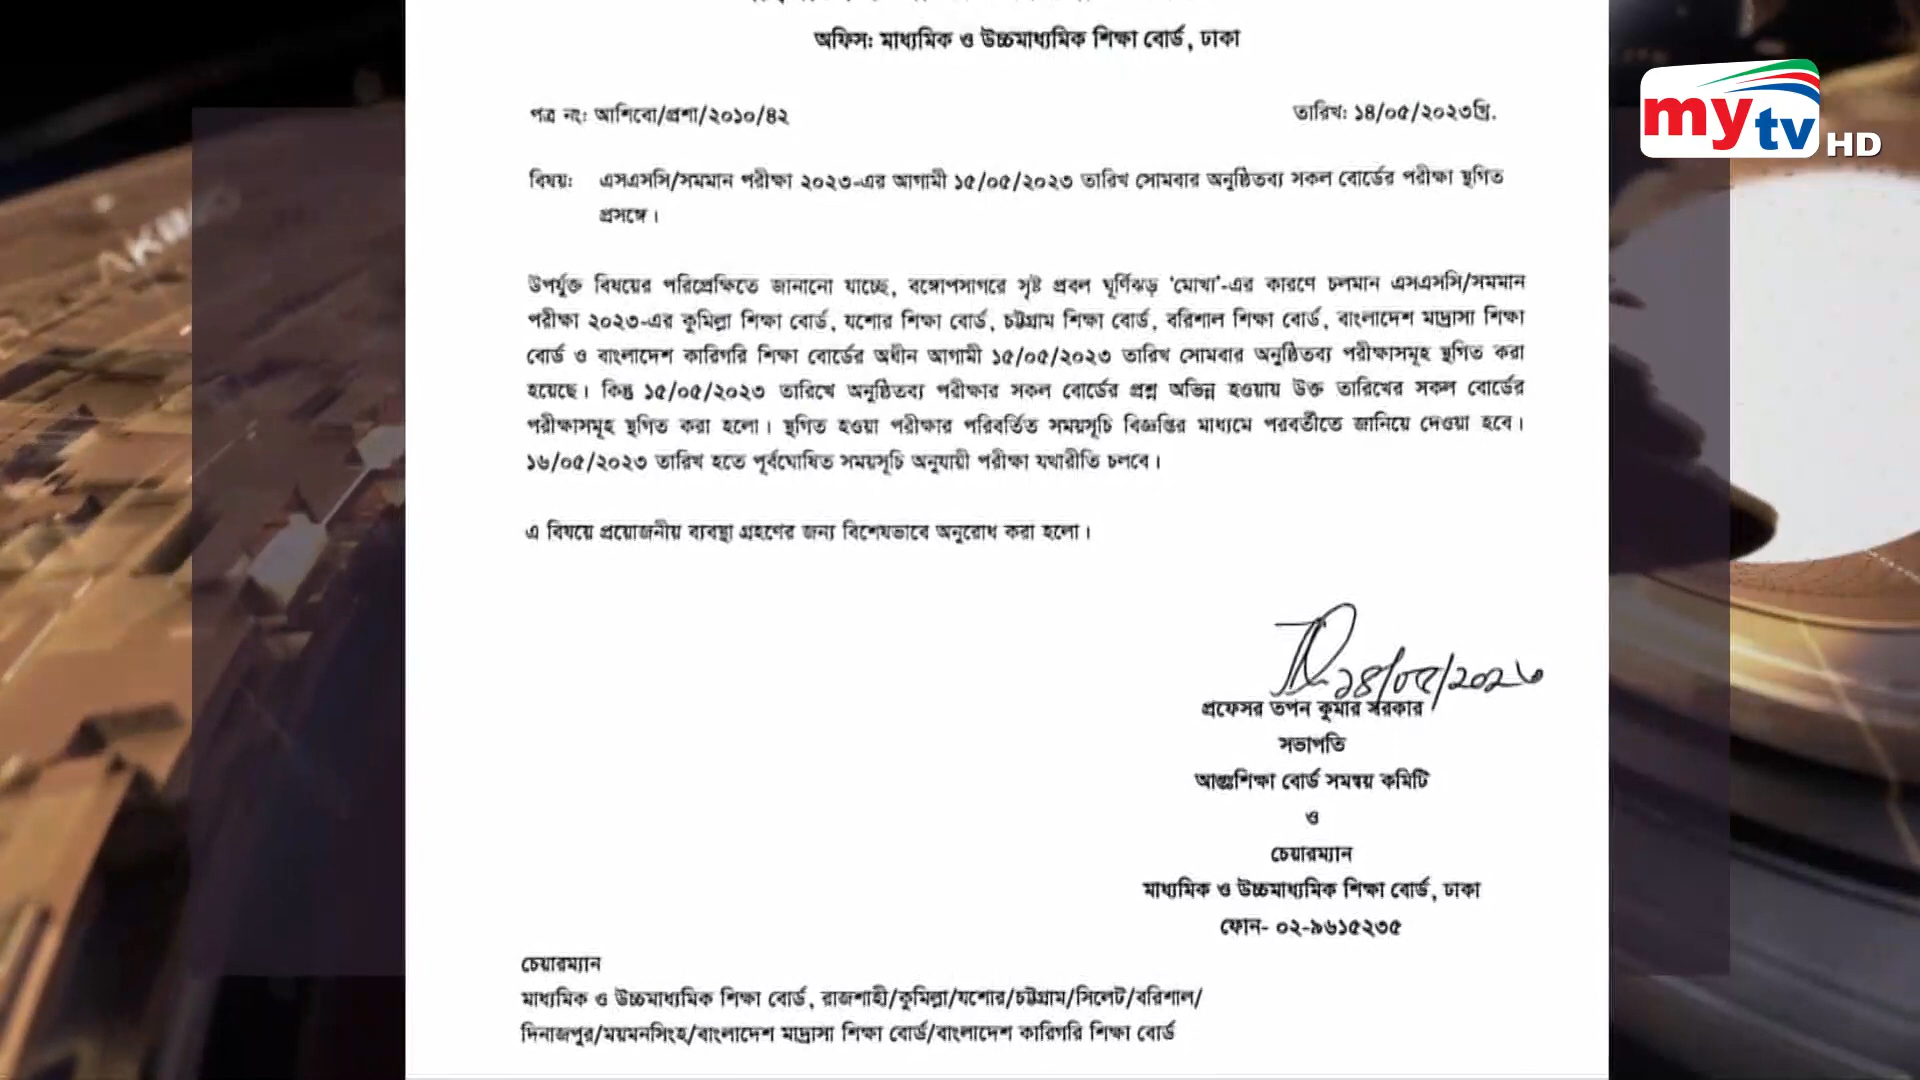 অফিস: মাধ্যমিক ও উচ্চমাধ্যমিক শিক্ষা বোর্ড, ঢাকা
my tv HD
পত্র নং: আশিবো/প্রশা/২০১০/৪২
তারিখ: ১৪/০৫/২০২৩খ্রি.
বিষয়: এসএসসি/সমমান পরীক্ষা ২০২৩-এর আগামী ১৫/০৫/২০২৩ তারিখ সোমবার অনুষ্ঠিতব্য সকল বোর্ডের পরীক্ষা স্থগিত
প্রসঙ্গে।
উপর্যুক্ত বিষয়ের পরিপ্রেক্ষিতে জানানো যাচ্ছে, বঙ্গোপসাগরে সৃষ্ট প্রবল ঘূর্ণিঝড় ‘মোখা’-এর কারণে চলমান এসএসসি/সমমান
পরীক্ষা ২০২৩-এর কুমিল্লা শিক্ষা বোর্ড, যশোর শিক্ষা বোর্ড, চট্টগ্রাম শিক্ষা বোর্ড, বরিশাল শিক্ষা বোর্ড, বাংলাদেশ মাদ্রাসা শিক্ষা
বোর্ড ও বাংলাদেশ কারিগরি শিক্ষা বোর্ডের অধীন আগামী ১৫/০৫/২০২৩ তারিখ সোমবার অনুষ্ঠিতব্য পরীক্ষাসমূহ স্থগিত করা
হয়েছে। কিন্তু ১৫/০৫/২০২৩ তারিখে অনুষ্ঠিতব্য পরীক্ষার সকল বোর্ডের প্রশ্ন অভিন্ন হওয়ায় উক্ত তারিখের সকল বোর্ডের
পরীক্ষাসমূহ স্থগিত করা হলো। স্থগিত হওয়া পরীক্ষার পরিবর্তিত সময়সূচি বিজ্ঞপ্তির মাধ্যমে পরবর্তীতে জানিয়ে দেওয়া হবে।
১৬/০৫/২০২৩ তারিখ হতে পূর্বঘোষিত সময়সূচি অনুযায়ী পরীক্ষা যথারীতি চলবে।
এ বিষয়ে প্রয়োজনীয় ব্যবস্থা গ্রহণের জন্য বিশেষভাবে অনুরোধ করা হলো।
১৪/০৫/২০২৩
প্রফেসর তপন কুমার সরকার
সভাপতি
আন্তঃশিক্ষা বোর্ড সমন্বয় কমিটি
ও
চেয়ারম্যান
মাধ্যমিক ও উচ্চমাধ্যমিক শিক্ষা বোর্ড, ঢাকা
ফোন- ০২-৯৬১৫২৩৫
চেয়ারম্যান
মাধ্যমিক ও উচ্চমাধ্যমিক শিক্ষা বোর্ড, রাজশাহী/কুমিল্লা/যশোর/চট্টগ্রাম/সিলেট/বরিশাল/
দিনাজপুর/ময়মনসিংহ/বাংলাদেশ মাদ্রাসা শিক্ষা বোর্ড/বাংলাদেশ কারিগরি শিক্ষা বোর্ড